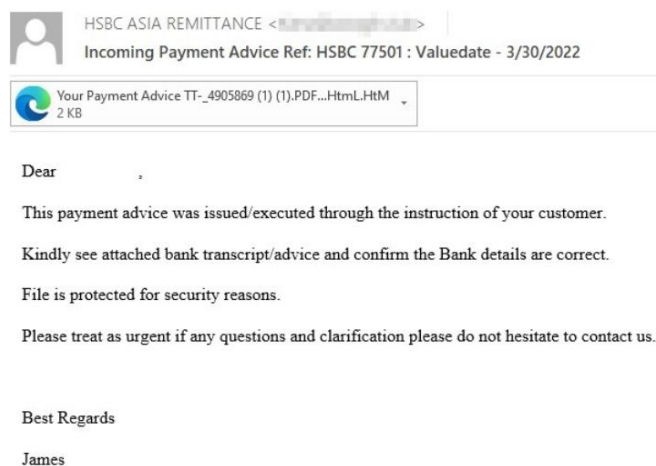 HSBC ASIA REMITTANCE < >
Incoming Payment Advice Ref: HSBC 77501 : Valuedate - 3/30/2022
Your Payment Advice TT-_4905869 (1) (1).PDF...HtmL.HtM
2 KB
Dear ,
This payment advice was issued/executed through the instruction of your customer.
Kindly see attached bank transcript/advice and confirm the Bank details are correct.
File is protected for security reasons.
Please treat as urgent if any questions and clarification please do not hesitate to contact us.
Best Regards
James